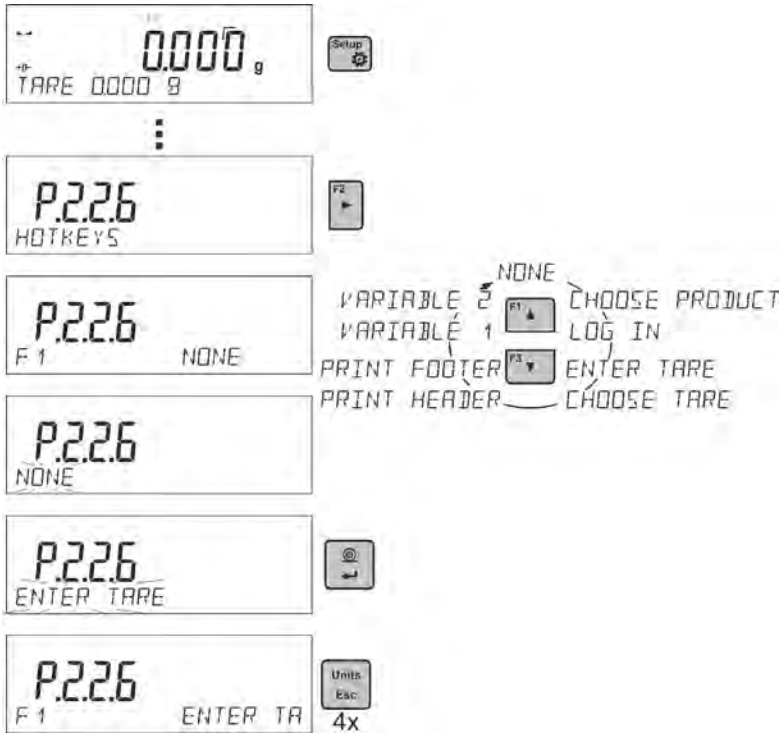 0.000 g
Setup
TARE 0.000 g
P.2.2.6
F2
HOTKEYS
NONE
VARIABLE 2 F1 CHOOSE PRODUCT
P.2.2.6
VARIABLE 1 LOG IN
F1 NONE
PRINT FOOTER F3 ENTER TARE
PRINT HEADER CHOOSE TARE
P.2.2.6
NONE
P.2.2.6
ENTER TARE
P.2.2.6
Units
Esc
F1 ENTER TA
4x